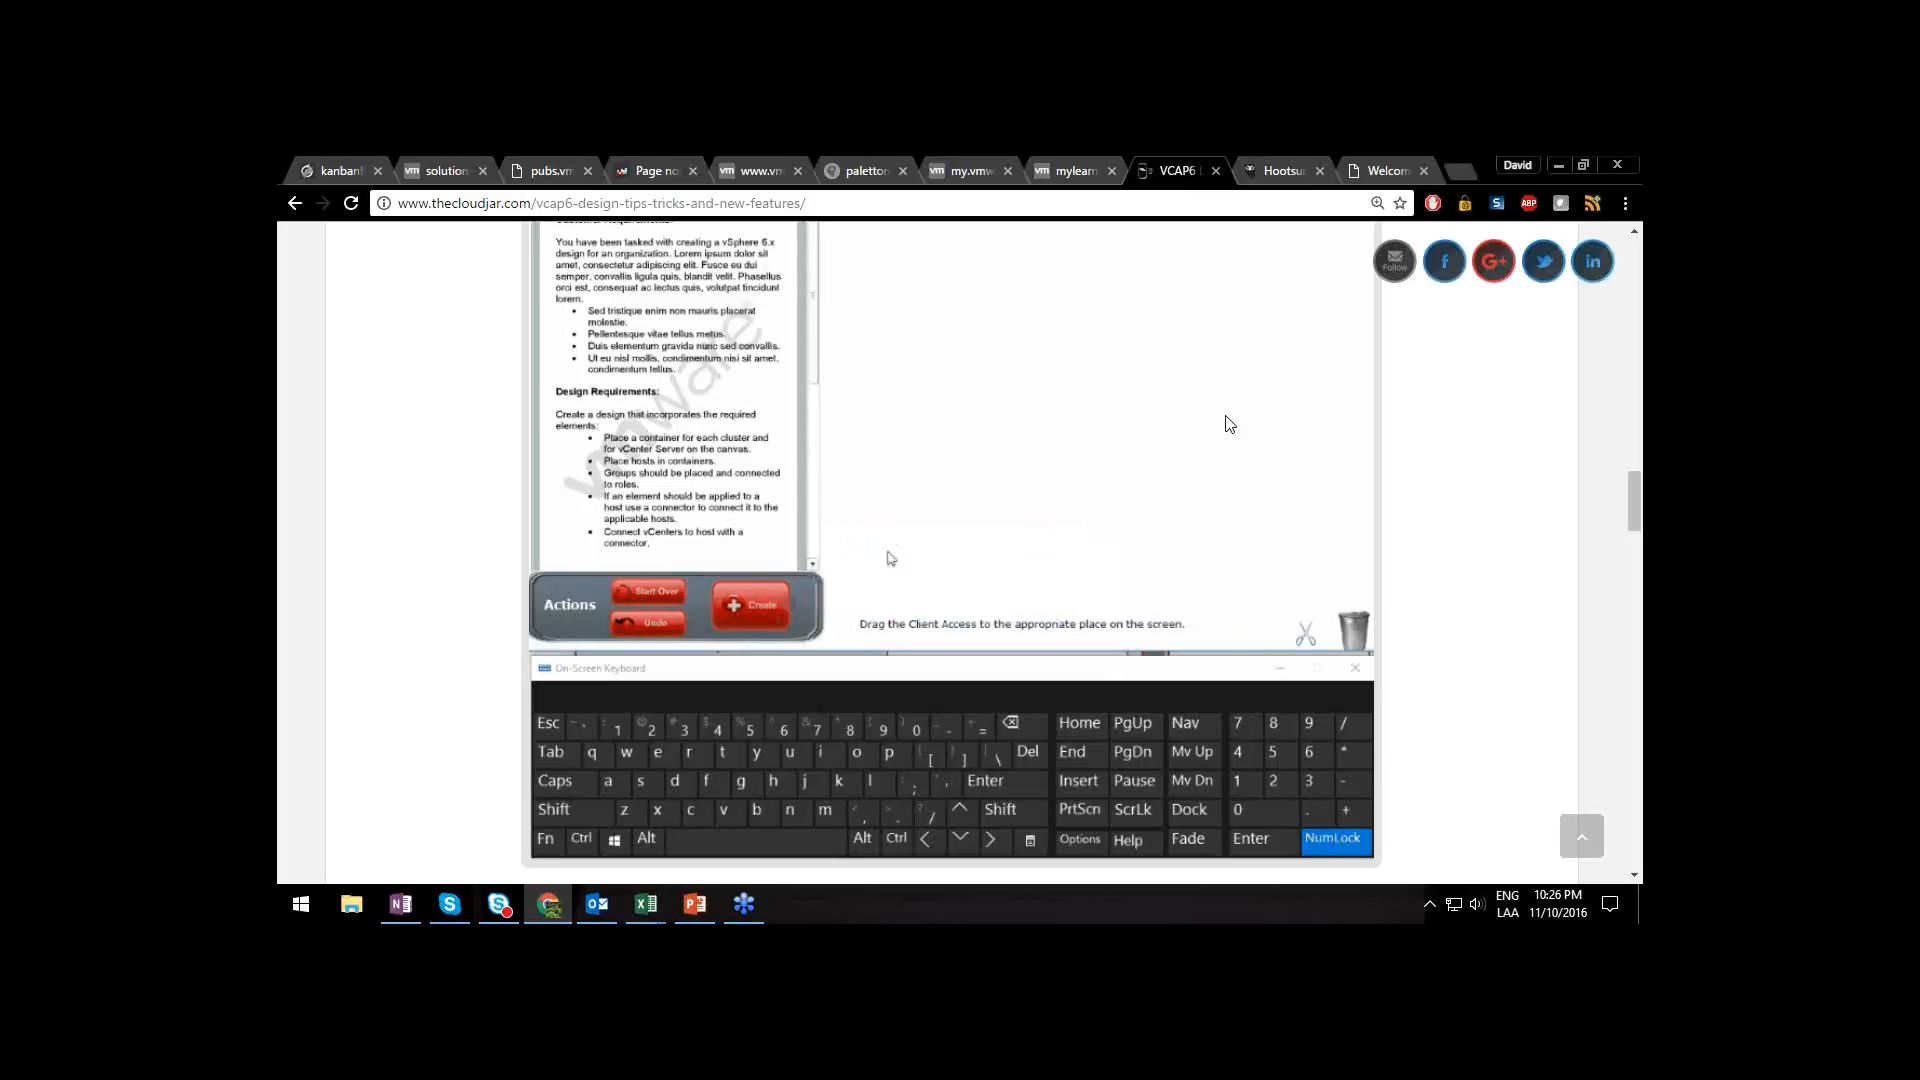 kanbanf
solution
pubs.vm
Page no
www.vm
paletton
my.vmw
mylearn
VCAP6
Hootsu
Welcom
David
www.thecloudjar.com/vcap6-design-tips-tricks-and-new-features/
ABP
You have been tasked with creating a vSphere 6.x
design for an organization. Lorem ipsum dolor sit
amet, consectetur adipiscing elit. Fusce eu dui
semper, convallis ligula quis, blandit velit. Phasellus
orci est, consequat ac lectus quis, volutpat tincidunt
lorem.
Sed tristique enim non mauris placerat
molestie.
Pellentesque vitae tellus metus.
Duis elementum gravida nunc sed convallis.
Ut eu nisl mollis, condimentum nisi sit amet,
condimentum tellus.
Design Requirements:
Create a design that incorporates the required
elements:
Place a container for each cluster and
for vCenter Server on the canvas.
Place hosts in containers.
Groups should be placed and connected
to roles.
If an element should be applied to a
host use a connector to connect it to the
applicable hosts.
Connect vCenters to host with a
connector.
vmware
Follow
f
G+
in
Actions
Start Over
Undo
Create
Drag the Client Access to the appropriate place on the screen.
On-Screen Keyboard
Esc 1 2 3 4 5 6 7 8 9 0 - = Home PgUp Nav 7 8 9 /
Tab q w e r t y u i o p [ ] \ Del End PgDn Mv Up 4 5 6 *
Caps a s d f g h j k l ; ' Enter Insert Pause Mv Dn 1 2 3 -
Shift z x c v b n m , . / Shift PrtScn ScrLk Dock 0 . +
Fn Ctrl Alt Alt Ctrl Options Help Fade Enter NumLock
ENG 10:26 PM
LAA 11/10/2016